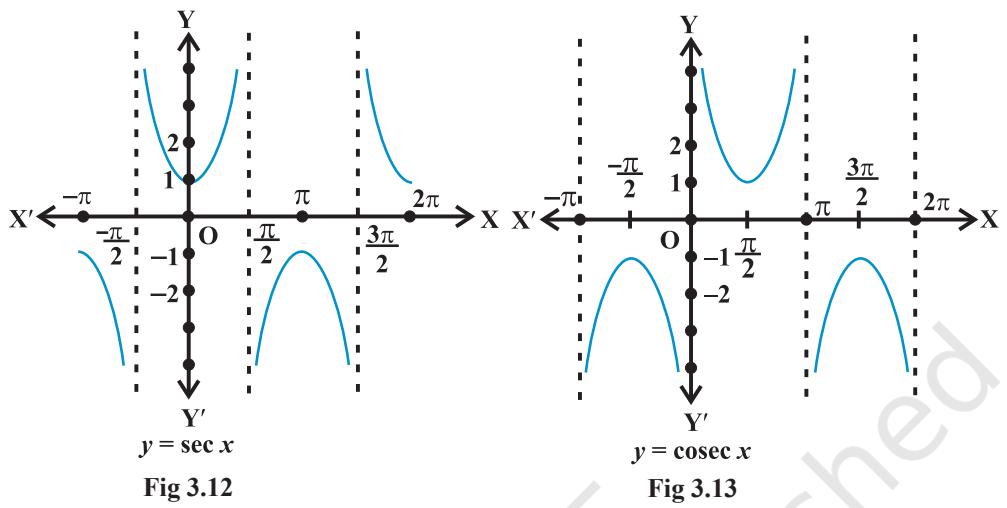 Y
2
1
−π
π
2π
X′
X
−π/2
O
π/2
3π/2
−1
−2
Y′
y = sec x
Fig 3.12
Y
2
−π/2
1
3π/2
−π
π
2π
X′
X
O
−1
π/2
−2
Y′
y = cosec x
Fig 3.13
shed